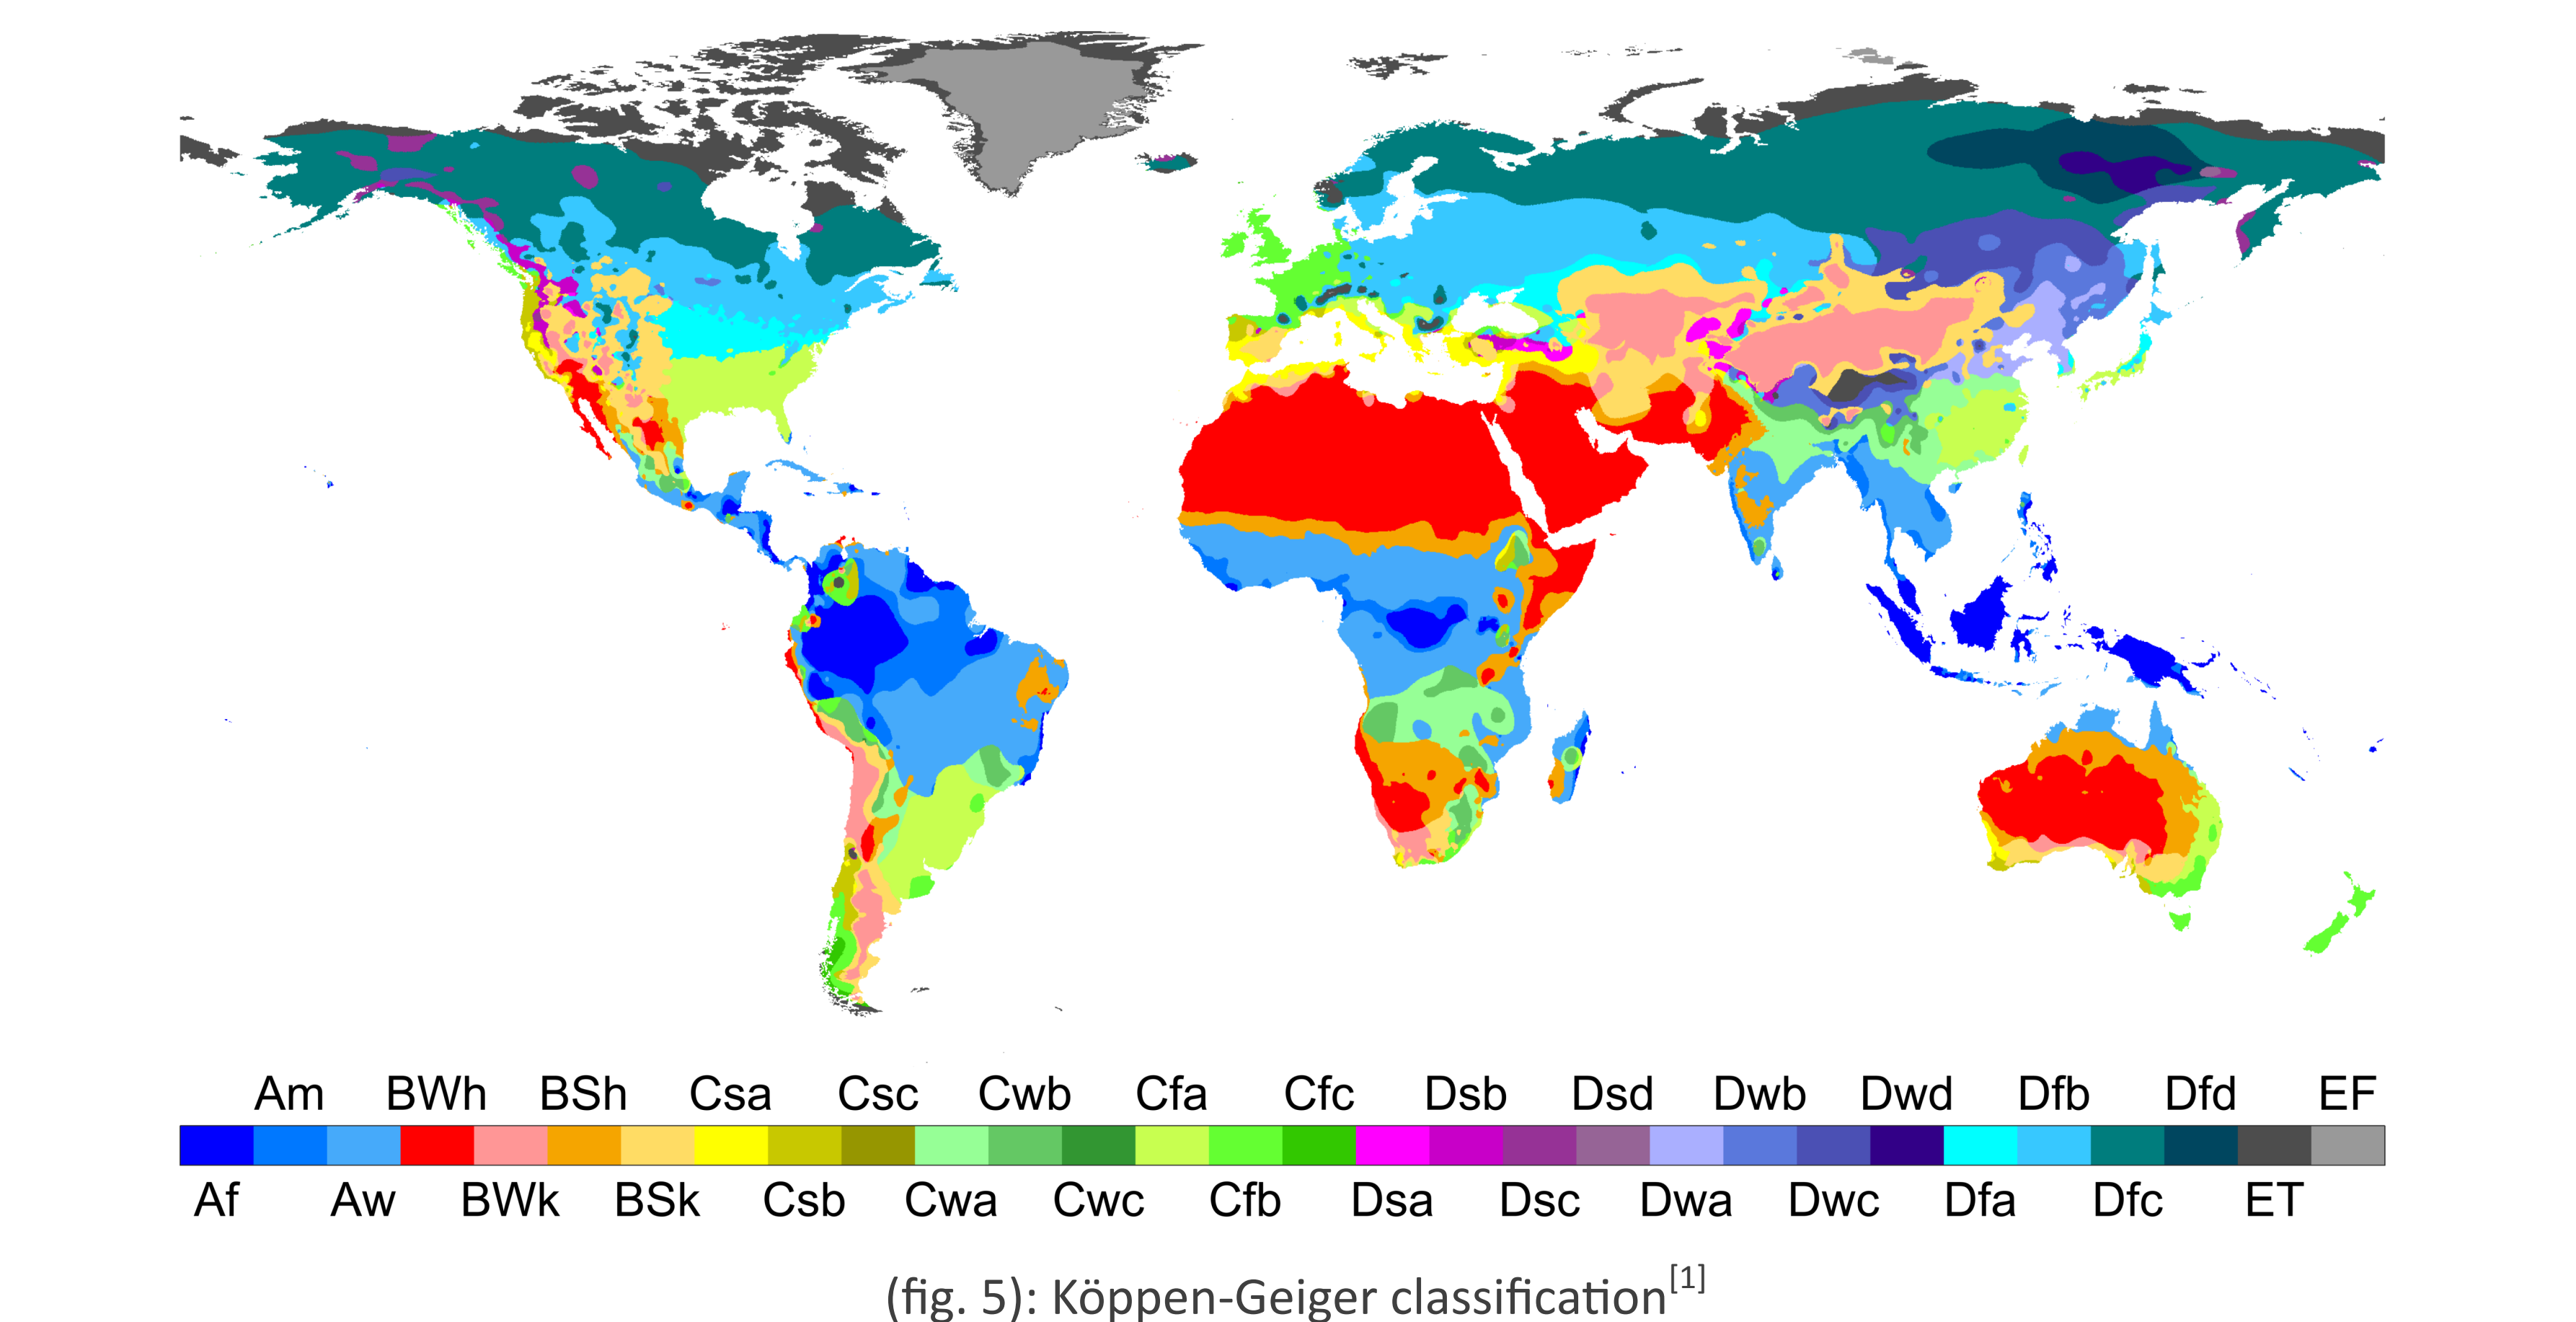 Am BWh BSh Csa Csc Cwb Cfa Cfc Dsb Dsd Dwb Dwd Dfb Dfd EF
Af Aw BWk BSk Csb Cwa Cwc Cfb Dsa Dsc Dwa Dwc Dfa Dfc ET
(fig. 5): Köppen-Geiger classification[1]